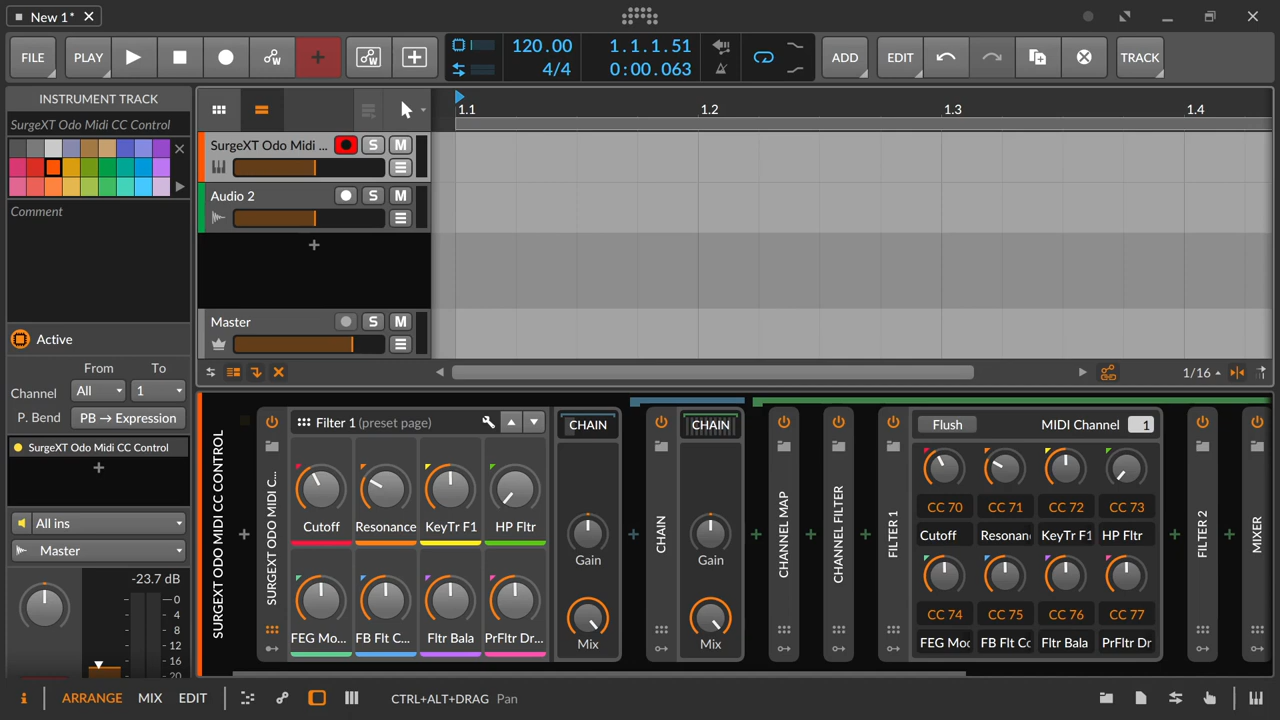 New 1*
FILE
PLAY
120.00
4/4
1.1.1.51
0:00.063
ADD
EDIT
TRACK
INSTRUMENT TRACK
SurgeXT Odo Midi CC Control
Comment
Active
From To
Channel All 1
P. Bend PB → Expression
SurgeXT Odo Midi CC Control
All ins
Master
-23.7 dB
0
4
8
12
16
20
1.1 1.2 1.3 1.4
SurgeXT Odo Midi ... S M
Audio 2 S M
Master S M
1/16
SURGEXT ODO MIDI CC CONTROL
SURGEXT ODO MIDI C...
Filter 1 (preset page)
Cutoff Resonance KeyTr F1 HP Fltr
FEG Mo... FB Flt C... Fltr Bala PrFltr Dr...
CHAIN
Gain
Mix
CHAIN
CHAIN
Gain
Mix
CHANNEL MAP
CHANNEL FILTER
FILTER 1
Flush MIDI Channel 1
CC 70 CC 71 CC 72 CC 73
Cutoff Resonan KeyTr F1 HP Fltr
CC 74 CC 75 CC 76 CC 77
FEG Mod FB Flt Co Fltr Bala PrFltr Dr
FILTER 2
MIXER
i ARRANGE MIX EDIT
CTRL+ALT+DRAG Pan